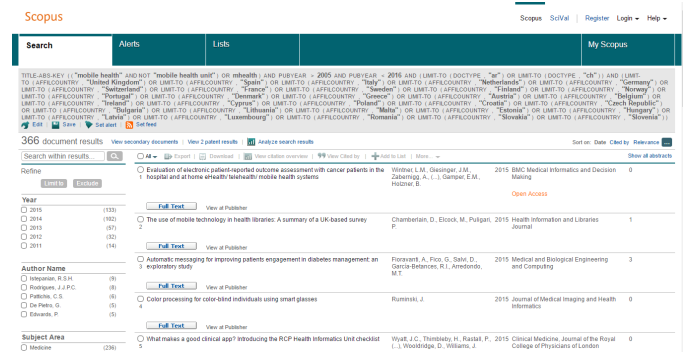 Scopus
Scopus SciVal Register Login Help
Search Alerts Lists My Scopus
TITLE-ABS-KEY (("mobile health" AND NOT "mobile health unit") OR mhealth) AND PUBYEAR > 2005 AND PUBYEAR < 2016 AND (LIMIT-TO (DOCTYPE , "ar") OR LIMIT-TO (DOCTYPE , "ch")) AND (LIMIT-
TO (AFFILCOUNTRY , "United Kingdom") OR LIMIT-TO (AFFILCOUNTRY , "Spain") OR LIMIT-TO (AFFILCOUNTRY , "Italy") OR LIMIT-TO (AFFILCOUNTRY , "Netherlands") OR LIMIT-TO (AFFILCOUNTRY , "Germany") OR
LIMIT-TO (AFFILCOUNTRY , "Switzerland") OR LIMIT-TO (AFFILCOUNTRY , "France") OR LIMIT-TO (AFFILCOUNTRY , "Sweden") OR LIMIT-TO (AFFILCOUNTRY , "Finland") OR LIMIT-TO (AFFILCOUNTRY , "Norway") OR
LIMIT-TO (AFFILCOUNTRY , "Portugal") OR LIMIT-TO (AFFILCOUNTRY , "Denmark") OR LIMIT-TO (AFFILCOUNTRY , "Greece") OR LIMIT-TO (AFFILCOUNTRY , "Austria") OR LIMIT-TO (AFFILCOUNTRY , "Belgium") OR
LIMIT-TO (AFFILCOUNTRY , "Ireland") OR LIMIT-TO (AFFILCOUNTRY , "Cyprus") OR LIMIT-TO (AFFILCOUNTRY , "Poland") OR LIMIT-TO (AFFILCOUNTRY , "Croatia") OR LIMIT-TO (AFFILCOUNTRY , "Czech Republic")
OR LIMIT-TO (AFFILCOUNTRY , "Bulgaria") OR LIMIT-TO (AFFILCOUNTRY , "Lithuania") OR LIMIT-TO (AFFILCOUNTRY , "Malta") OR LIMIT-TO (AFFILCOUNTRY , "Estonia") OR LIMIT-TO (AFFILCOUNTRY , "Hungary") OR
LIMIT-TO (AFFILCOUNTRY , "Latvia") OR LIMIT-TO (AFFILCOUNTRY , "Luxembourg") OR LIMIT-TO (AFFILCOUNTRY , "Romania") OR LIMIT-TO (AFFILCOUNTRY , "Slovakia") OR LIMIT-TO (AFFILCOUNTRY , "Slovenia"))
Edit Save Set alert Set feed
366 document results View secondary documents View 2 patent results Analyze search results Sort on: Date Cited by Relevance ...
Search within results... All Export Download View citation overview View Cited by Add to List More... Show all abstracts
Refine
Limit to Exclude
Year
2015 (133)
2014 (102)
2013 (57)
2012 (32)
2011 (14)
Author Name
Istepanian, R.S.H. (9)
Rodrigues, J.J.P.C. (8)
Pattichis, C.S. (6)
De Pietro, G. (5)
Edwards, P. (5)
Subject Area
Medicine (236)
Evaluation of electronic patient-reported outcome assessment with cancer patients in the Wintner, L.M., Giesinger, J.M., 2015 BMC Medical Informatics and Decision 0
1 hospital and at home eHealth/ telehealth/ mobile health systems Zabernigg, A., (...), Gamper, E.M., Making
Holzner, B.
Open Access
Full Text View at Publisher
The use of mobile technology in health libraries: A summary of a UK-based survey Chamberlain, D., Elcock, M., Puligari, 2015 Health Information and Libraries 1
2 P. Journal
Full Text View at Publisher
Automatic messaging for improving patients engagement in diabetes management: an Fioravanti, A., Fico, G., Salvi, D., 2015 Medical and Biological Engineering 3
3 exploratory study García-Betances, R.I., Arredondo, and Computing
M.T.
Full Text View at Publisher
Color processing for color-blind individuals using smart glasses Ruminski, J. 2015 Journal of Medical Imaging and Health 0
4 Informatics
Full Text View at Publisher
What makes a good clinical app? Introducing the RCP Health Informatics Unit checklist Wyatt, J.C., Thimbleby, H., Rastall, P., 2015 Clinical Medicine, Journal of the Royal 0
5 (...), Wooldridge, D., Williams, J. College of Physicians of London